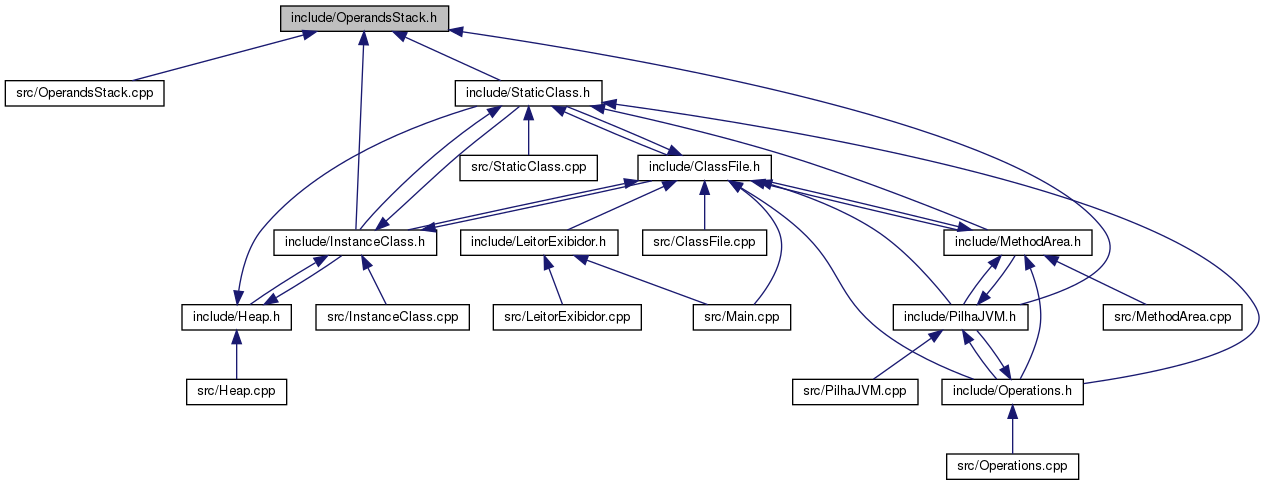 include/OperandsStack.h
src/OperandsStack.cpp
include/StaticClass.h
src/StaticClass.cpp
include/ClassFile.h
include/InstanceClass.h
include/LeitorExibidor.h
src/ClassFile.cpp
include/MethodArea.h
include/Heap.h
src/InstanceClass.cpp
src/LeitorExibidor.cpp
src/Main.cpp
include/PilhaJVM.h
src/MethodArea.cpp
src/Heap.cpp
src/PilhaJVM.cpp
include/Operations.h
src/Operations.cpp